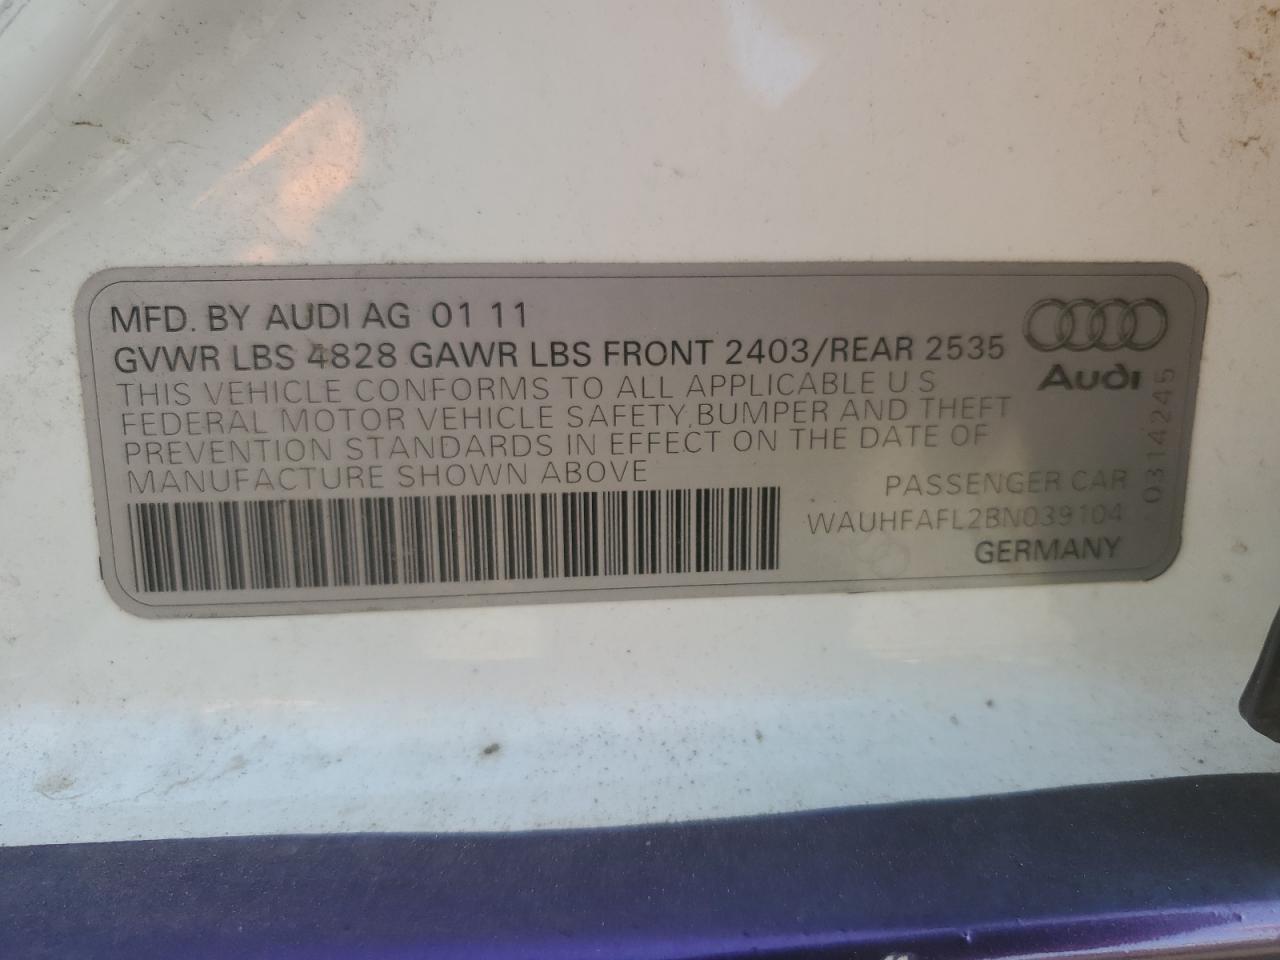 MFD. BY AUDI AG 01 11
GVWR LBS 4828 GAWR LBS FRONT 2403/REAR 2535
THIS VEHICLE CONFORMS TO ALL APPLICABLE U S
FEDERAL MOTOR VEHICLE SAFETY, BUMPER AND THEFT
PREVENTION STANDARDS IN EFFECT ON THE DATE OF
MANUFACTURE SHOWN ABOVE
Audi
0314245
PASSENGER CAR
WAUHFAFL2BN039104
GERMANY